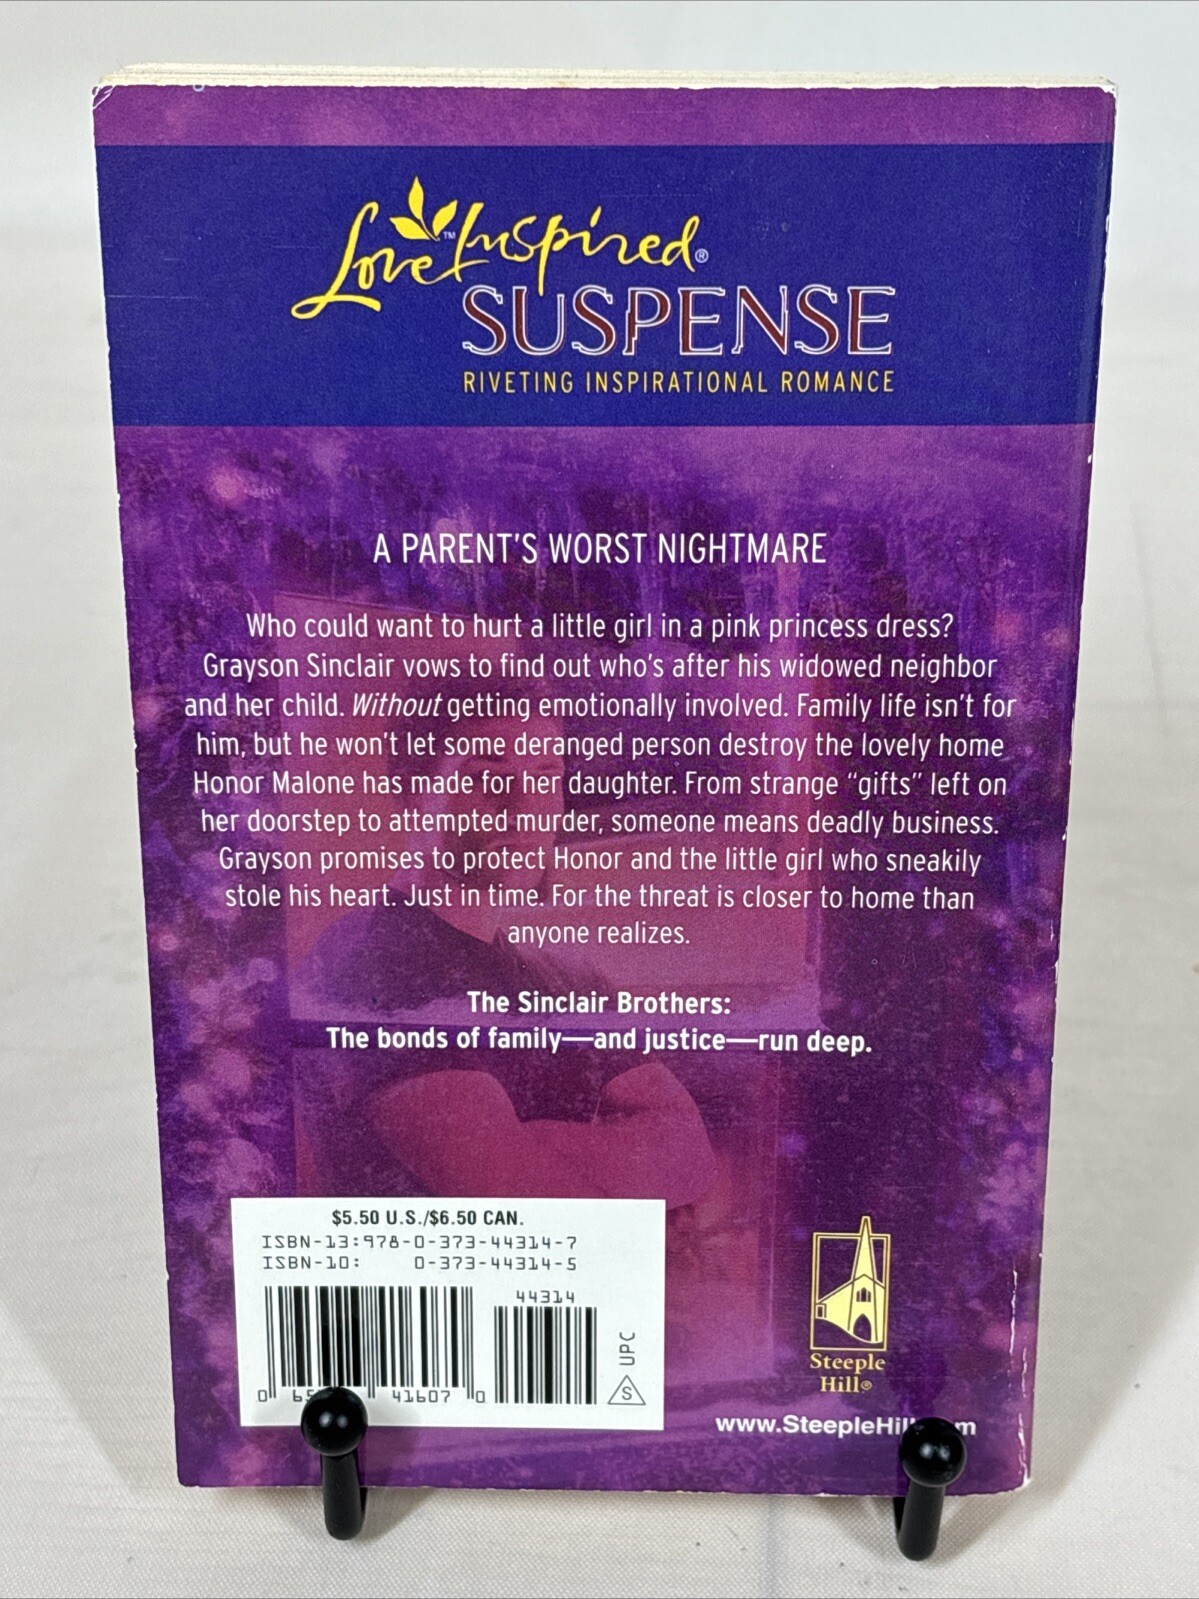 Love Inspired®
™
SUSPENSE
RIVETING INSPIRATIONAL ROMANCE
A PARENT'S WORST NIGHTMARE
Who could want to hurt a little girl in a pink princess dress?
Grayson Sinclair vows to find out who's after his widowed neighbor
and her child. Without getting emotionally involved. Family life isn't for
him, but he won't let some deranged person destroy the lovely home
Honor Malone has made for her daughter. From strange “gifts” left on
her doorstep to attempted murder, someone means deadly business.
Grayson promises to protect Honor and the little girl who sneakily
stole his heart. Just in time. For the threat is closer to home than
anyone realizes.
The Sinclair Brothers:
The bonds of family—and justice—run deep.
$5.50 U.S./$6.50 CAN.
ISBN-13:978-0-373-44314-7
ISBN-10: 0-373-44314-5
44314
0 41607 0
UPC
S
Steeple
Hill®